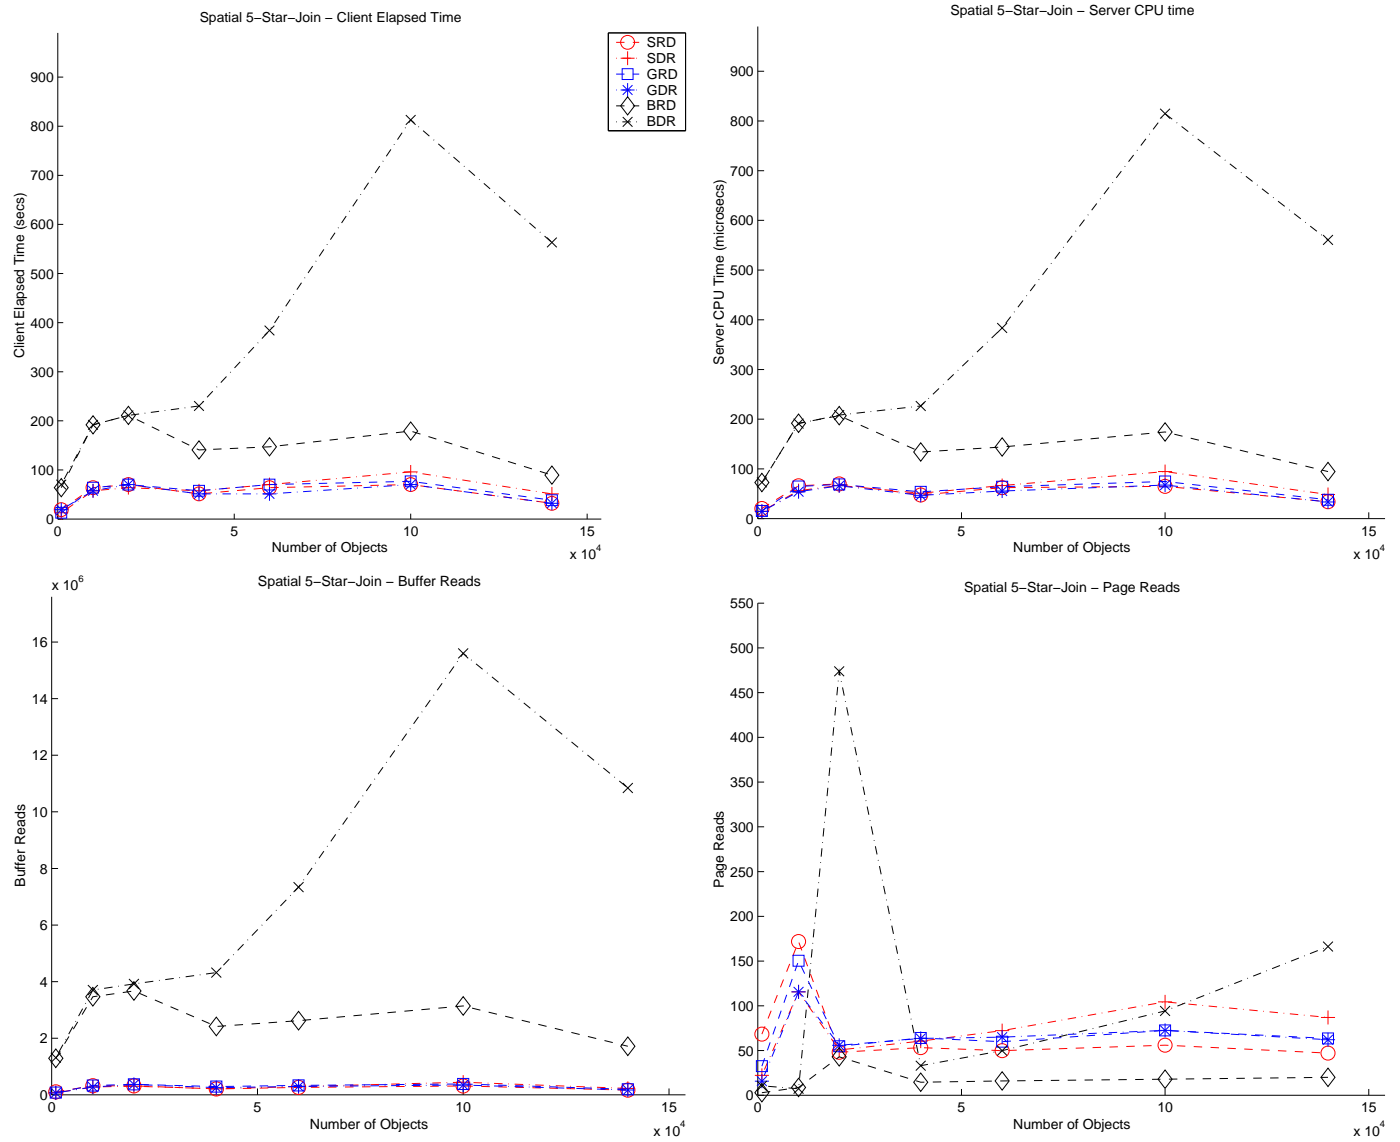 Spatial 5−Star−Join − Client Elapsed Time
900
800
700
600
500
400
300
200
100
0
0
5
10
15
x 10^4
Number of Objects
Client Elapsed Time (secs)
SRD
SDR
GRD
GDR
BRD
BDR
Spatial 5−Star−Join − Server CPU time
900
800
700
600
500
400
300
200
100
0
0
5
10
15
x 10^4
Number of Objects
Server CPU Time (microsecs)
Spatial 5−Star−Join − Buffer Reads
x 10^6
16
14
12
10
8
6
4
2
0
0
5
10
15
x 10^4
Number of Objects
Buffer Reads
Spatial 5−Star−Join − Page Reads
550
500
450
400
350
300
250
200
150
100
50
0
0
5
10
15
x 10^4
Number of Objects
Page Reads